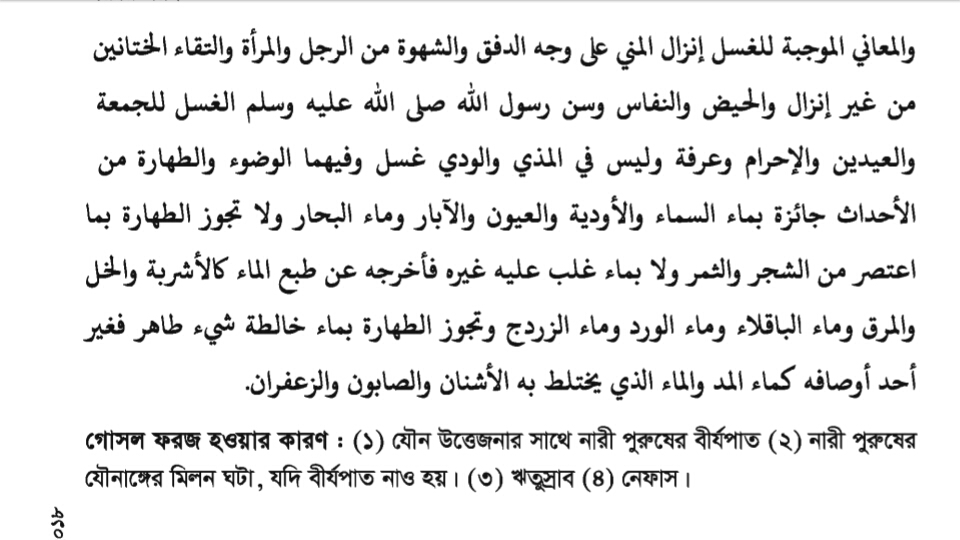 والمعاني الموجبة للغسل إنزال المني على وجه الدفق والشهوة من الرجل والمرأة والتقاء الختانين
من غير إنزال والحيض والنفاس وسن رسول الله صلى الله عليه وسلم الغسل للجمعة
والعيدين والإحرام وعرفة وليس في المذي والودي غسل وفيهما الوضوء والطهارة من
الأحداث جائزة بماء السماء والأودية والعيون والآبار وماء البحار ولا تجوز الطهارة بما
اعتصر من الشجر والثمر ولا بماء غلب عليه غيره فأخرجه عن طبع الماء كالأشربة والخل
والمرق وماء الباقلاء وماء الورد وماء الزردج وتجوز الطهارة بماء خالطة شيء طاهر فغير
أحد أوصافه كماء المد والماء الذي يختلط به الأشنان والصابون والزعفران.
গোসল ফরজ হওয়ার কারণ : (১) যৌন উত্তেজনার সাথে নারী পুরুষের বীর্যপাত (২) নারী পুরুষের
যৌনাঙ্গের মিলন ঘটা, যদি বীর্যপাত নাও হয়। (৩) ঋতুস্রাব (৪) নেফাস।